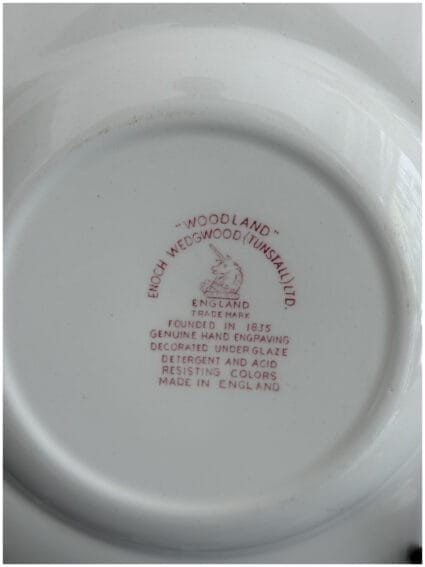 "WOODLAND"
ENOCH WEDGWOOD (TUNSTALL) LTD.
ENGLAND
TRADE MARK
FOUNDED IN 1835
GENUINE HAND ENGRAVING
DECORATED UNDER GLAZE
DETERGENT AND ACID
RESISTING COLORS
MADE IN ENGLAND